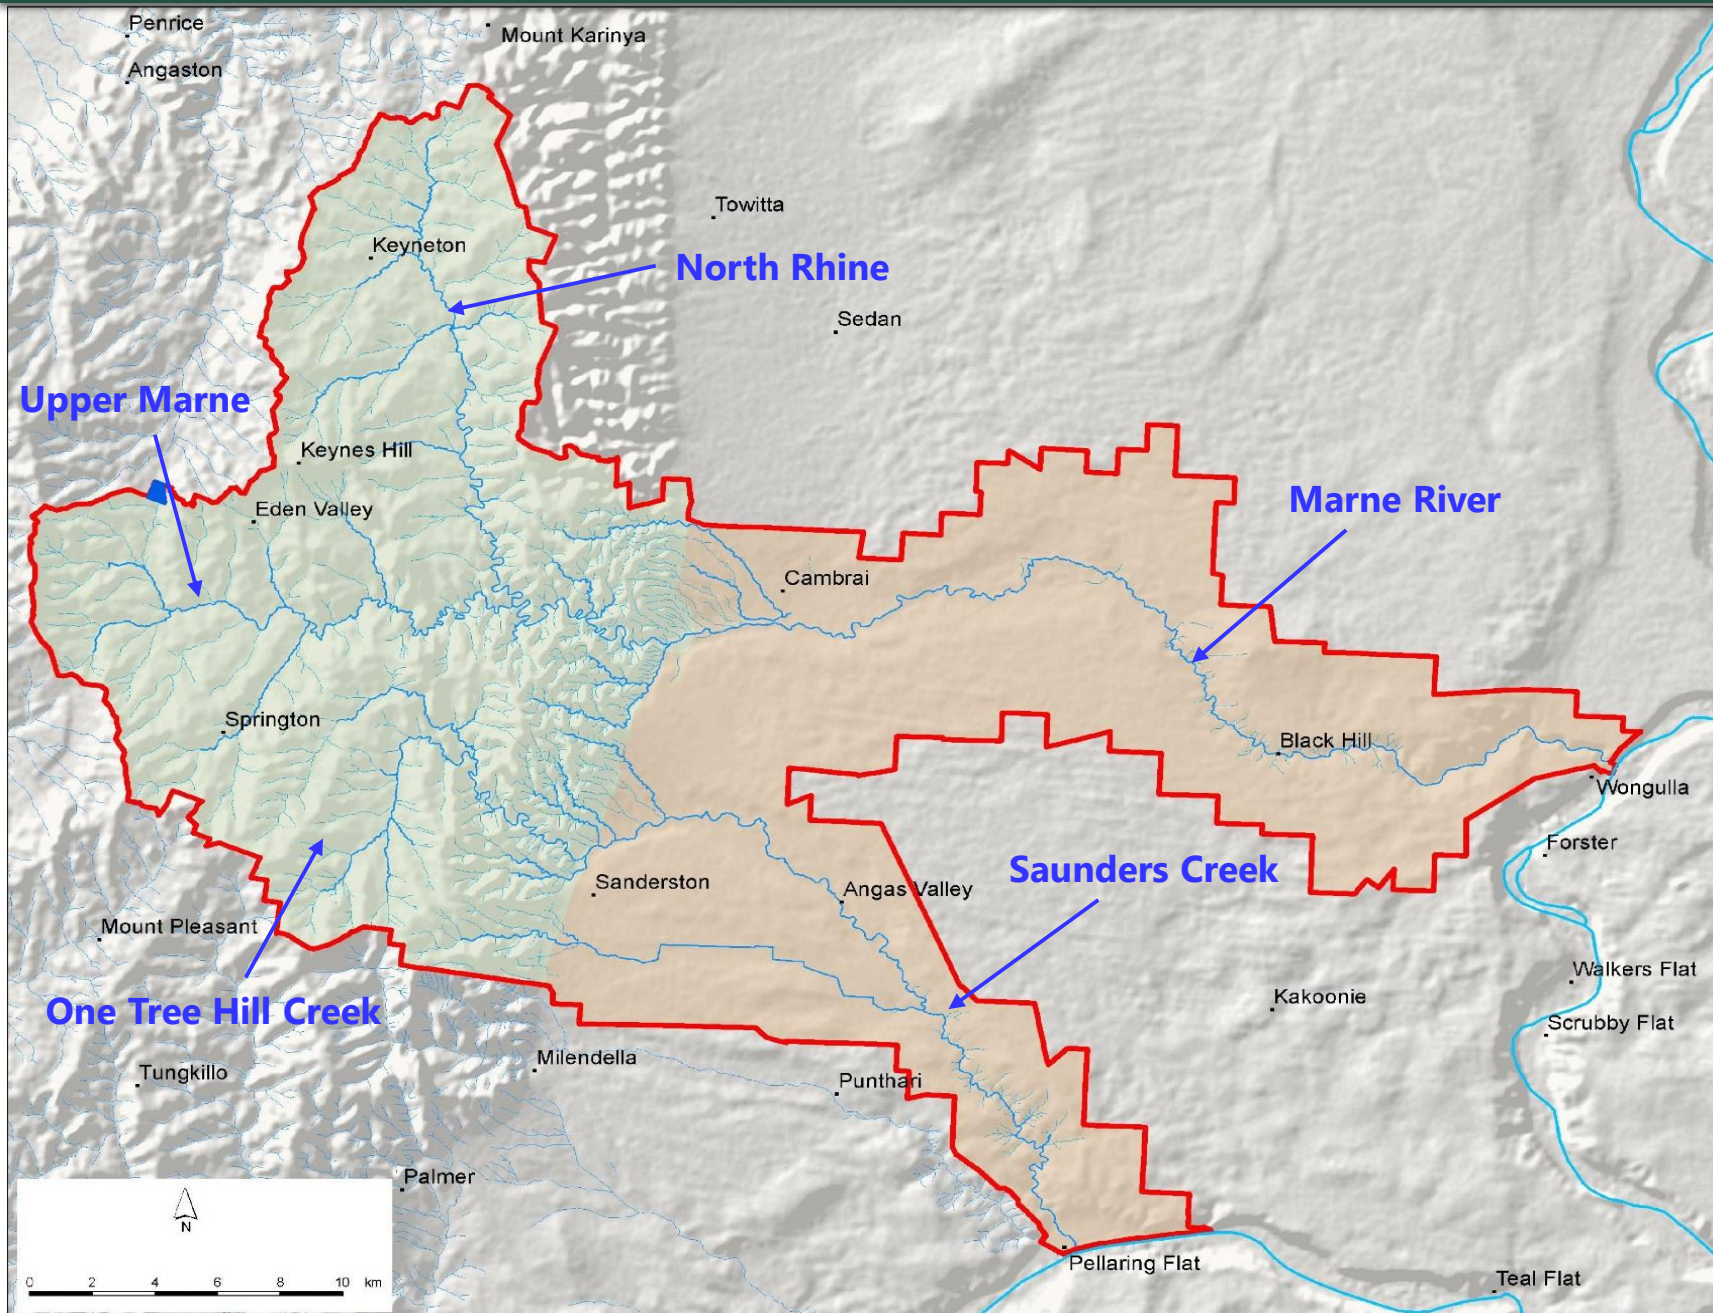 Penrice
Mount Karinya
Angaston
Towitta
Keyneton
North Rhine
Sedan
Upper Marne
Keynes Hill
Eden Valley
Marne River
Cambrai
Springton
Black Hill
Wongulla
Forster
Saunders Creek
Sanderston
Angas Valley
Mount Pleasant
Walkers Flat
Kakoonie
One Tree Hill Creek
Scrubby Flat
Milendella
Tungkillo
Punthari
Palmer
N
Pellaring Flat
Teal Flat
0 2 4 6 8 10 km